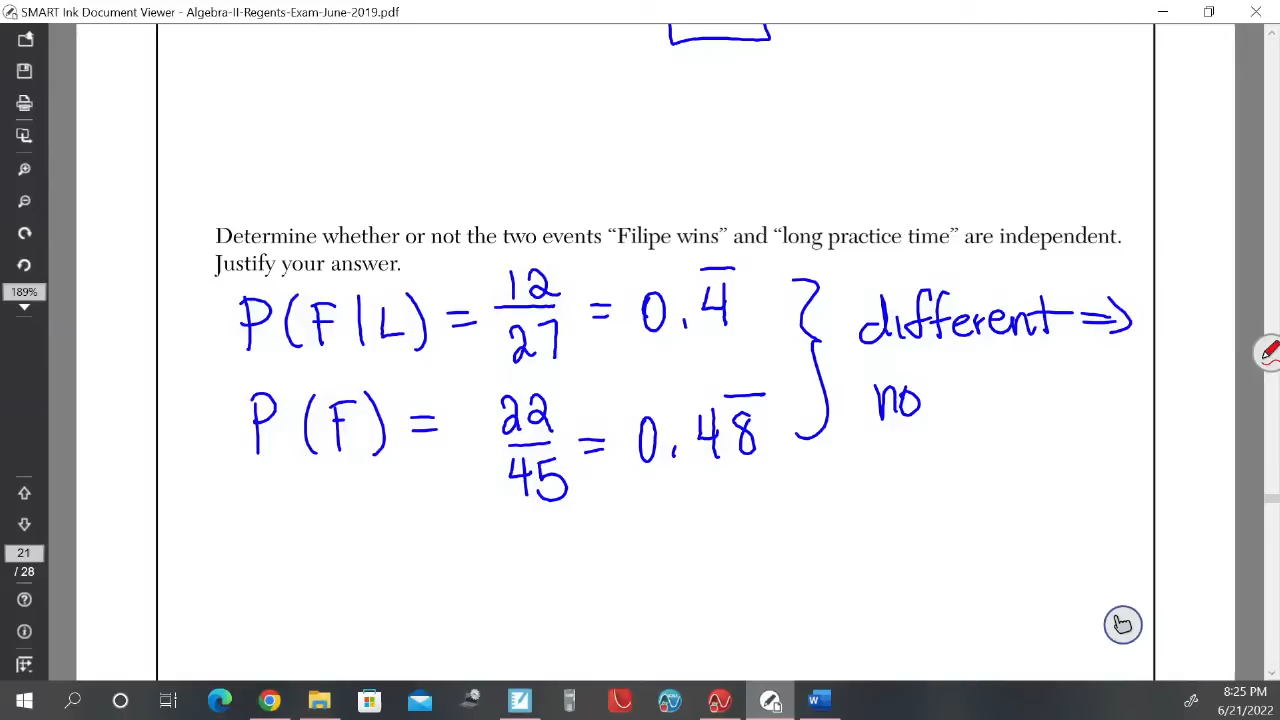 SMART Ink Document Viewer - Algebra-II-Regents-Exam-June-2019.pdf
Determine whether or not the two events “Filipe wins” and “long practice time” are independent.
Justify your answer.
P(F|L) = 12/27 = 0.4̅ } different ⇒
P(F) = 22/45 = 0.48̅ no
189%
21
/ 28
8:25 PM
6/21/2022